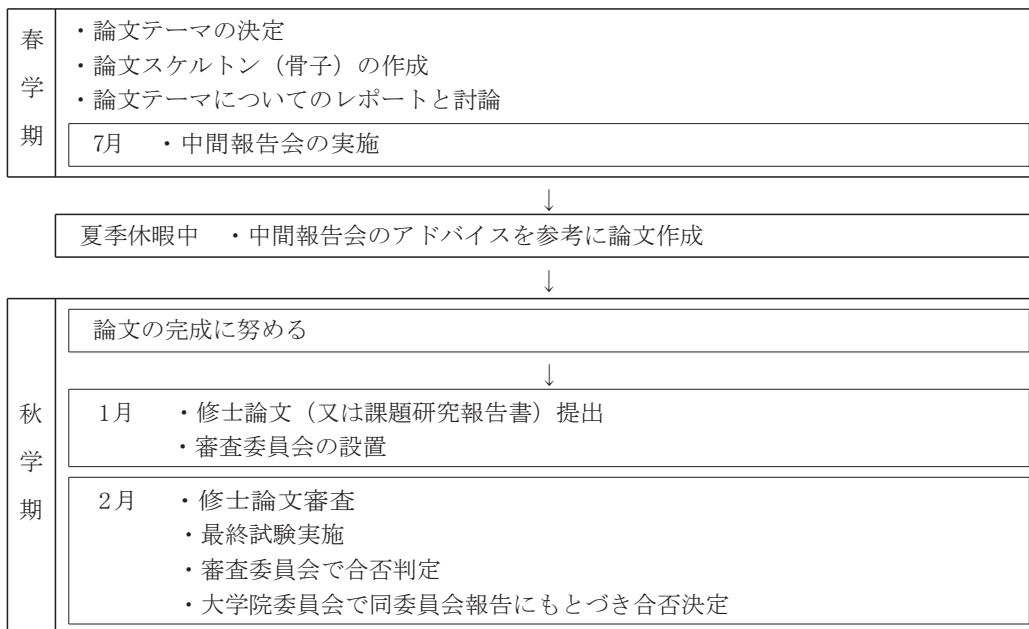 春学期
・論文テーマの決定
・論文スケルトン（骨子）の作成
・論文テーマについてのレポートと討論
7月　・中間報告会の実施
↓
夏季休暇中　・中間報告会のアドバイスを参考に論文作成
↓
秋学期
論文の完成に努める
↓
1月　・修士論文（又は課題研究報告書）提出
・審査委員会の設置
2月　・修士論文審査
・最終試験実施
・審査委員会で合否判定
・大学院委員会で同委員会報告にもとづき合否決定